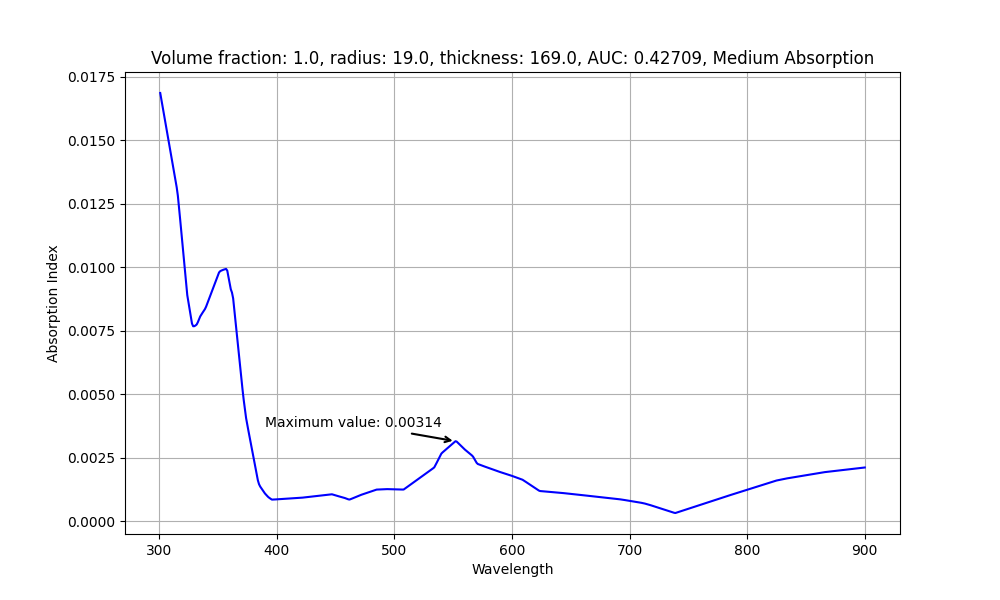 Volume fraction: 1.0, radius: 19.0, thickness: 169.0, AUC: 0.42709, Medium Absorption
0.0175
0.0150
0.0125
0.0100
0.0075
0.0050
0.0025
0.0000
Absorption Index
Maximum value: 0.00314
300 400 500 600 700 800 900
Wavelength